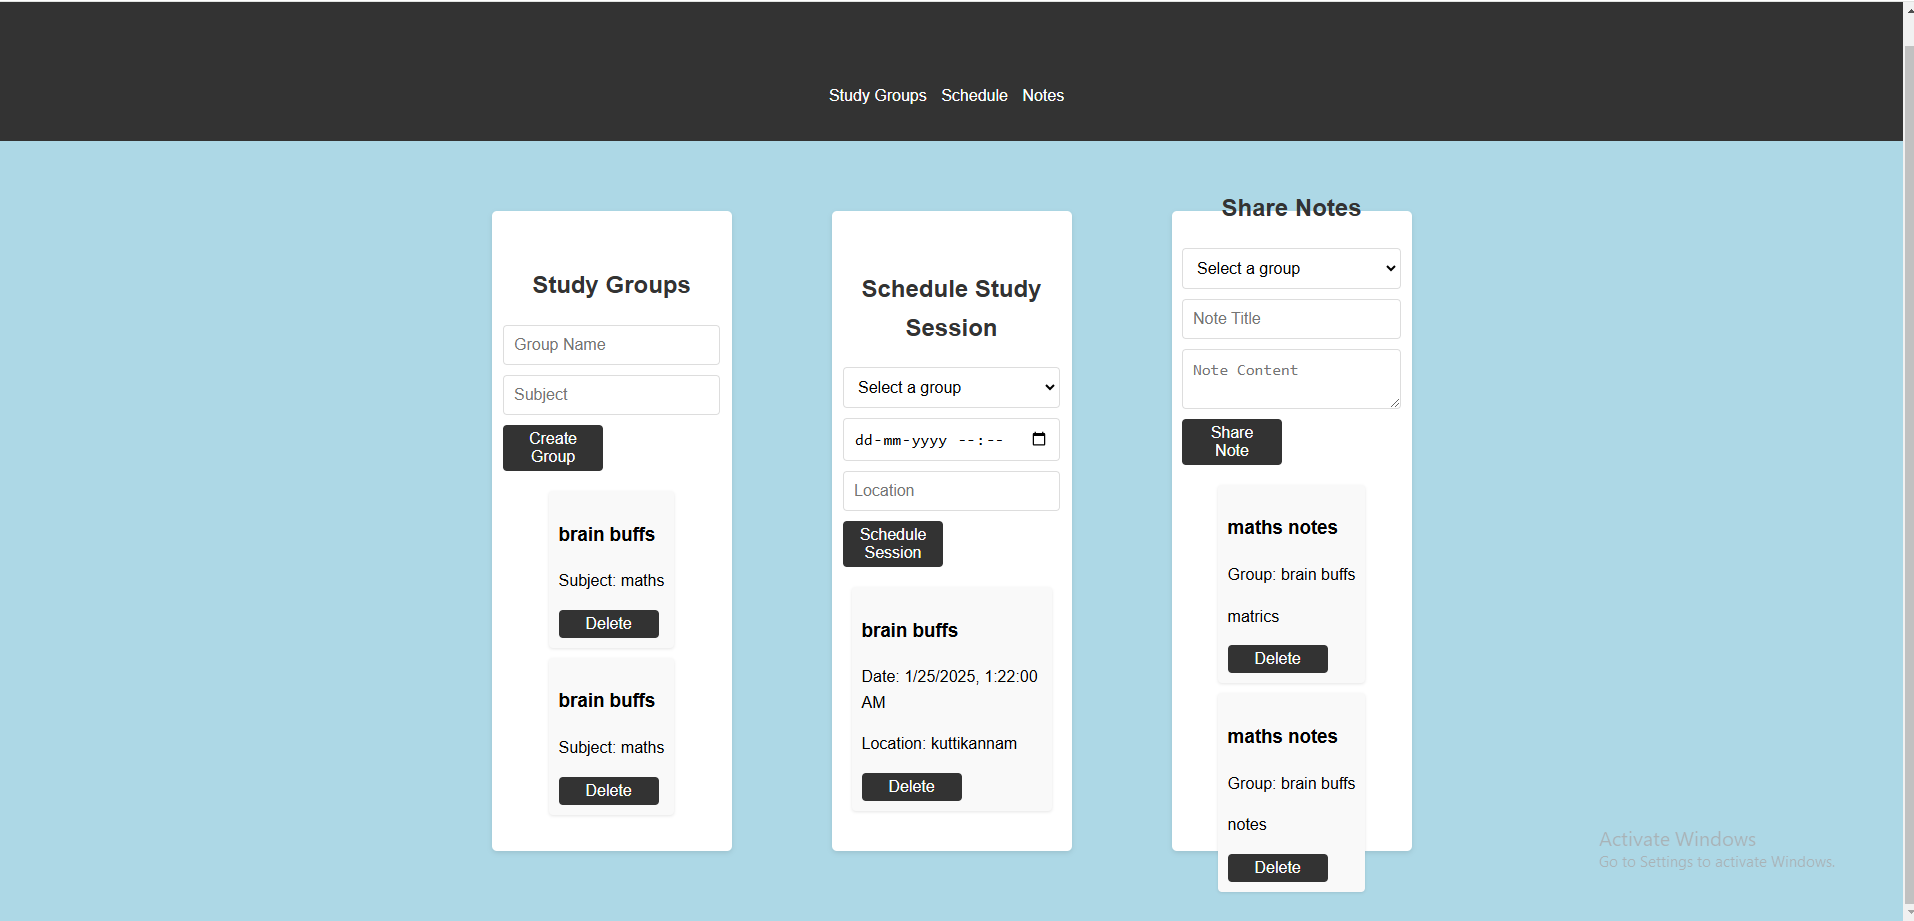 Study Groups Schedule Notes
Study Groups
Group Name
Subject
Create
Group
brain buffs
Subject: maths
Delete
brain buffs
Subject: maths
Delete
Schedule Study
Session
Select a group
dd-mm-yyyy --:--
Location
Schedule
Session
brain buffs
Date: 1/25/2025, 1:22:00
AM
Location: kuttikannam
Delete
Share Notes
Select a group
Note Title
Note Content
Share
Note
maths notes
Group: brain buffs
matrics
Delete
maths notes
Group: brain buffs
notes
Delete
Activate Windows
Go to Settings to activate Windows.